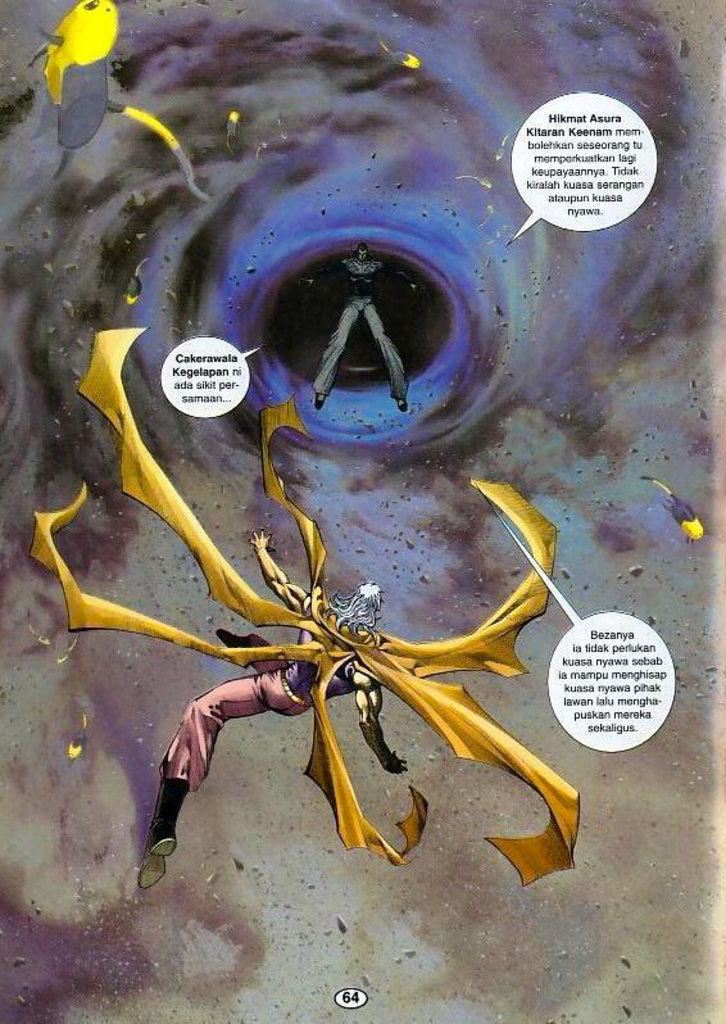 Hikmat Asura
Kitaran Keenam mem-
bolehkan seseorang tu
memperkuatkan lagi
keupayaannya. Tidak
kiralah kuasa serangan
ataupun kuasa
nyawa.
Cakerawala
Kegelapan ni
ada sikit per-
samaan...
Bezanya
ia tidak perlukan
kuasa nyawa sebab
ia mampu menghisap
kuasa nyawa pihak
lawan lalu mengha-
puskan mereka
sekaligus.
64